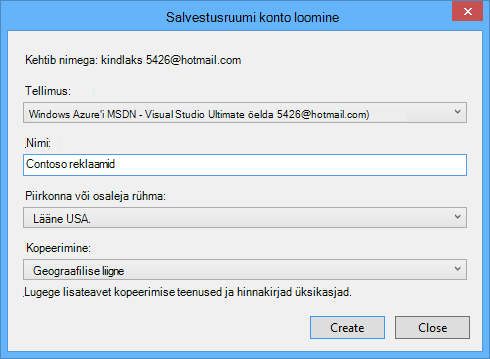 Salvestusruumi konto loomine
Kehtib nimega: kindlaks 5426@hotmail.com
Tellimus:
Windows Azure'i MSDN - Visual Studio Ultimate öelda 5426@hotmail.com)
Nimi:
Contoso reklaamid
Piirkonna või osaleja rühma:
Lääne USA.
Kopeerimine:
Geograafilise liigne
Lugege lisateavet kopeerimise teenused ja hinnakirjad üksikasjad.
Create Close